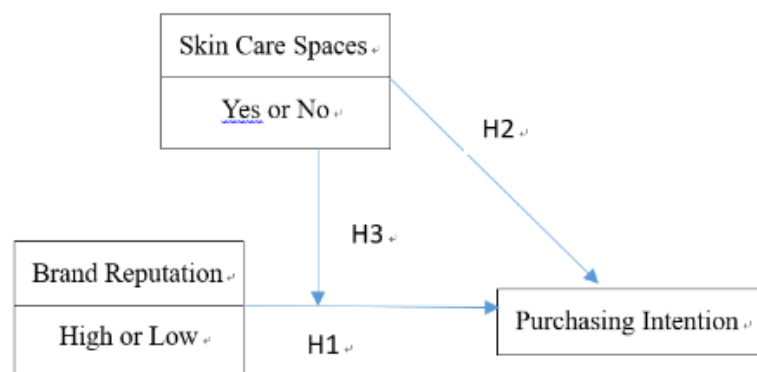 Skin Care Spaces
Yes or No
H2
H3
Brand Reputation
High or Low
H1
Purchasing Intention